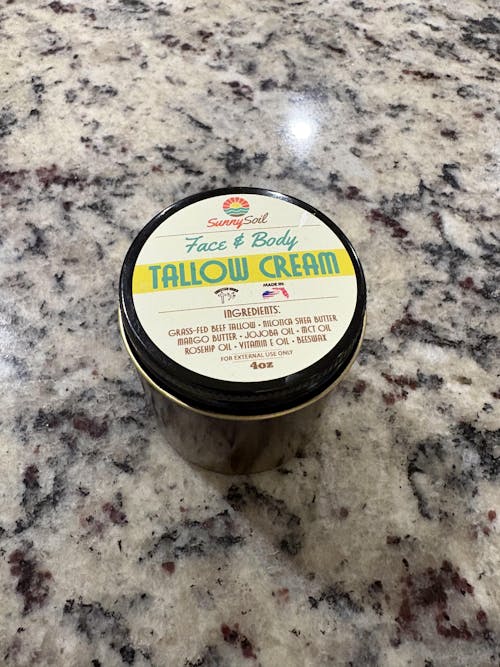 SunnySoil
Face & Body
TALLOW CREAM
MADE IN
INGREDIENTS:
GRASS-FED BEEF TALLOW • NILOTICA SHEA BUTTER
MANGO BUTTER • JOJOBA OIL • MCT OIL
ROSEHIP OIL • VITAMIN E OIL • BEESWAX
FOR EXTERNAL USE ONLY
4oz